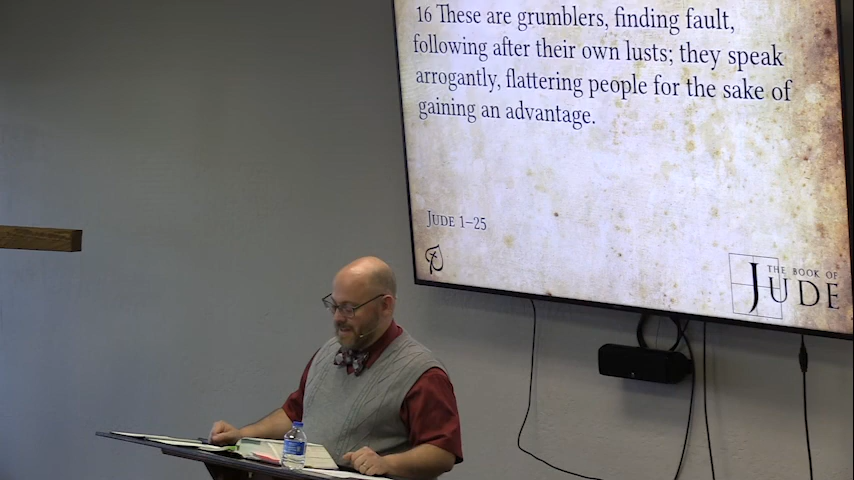 16 These are grumblers, finding fault,
following after their own lusts; they speak
arrogantly, flattering people for the sake of
gaining an advantage.
Jude 1–25
THE BOOK OF
JUDE